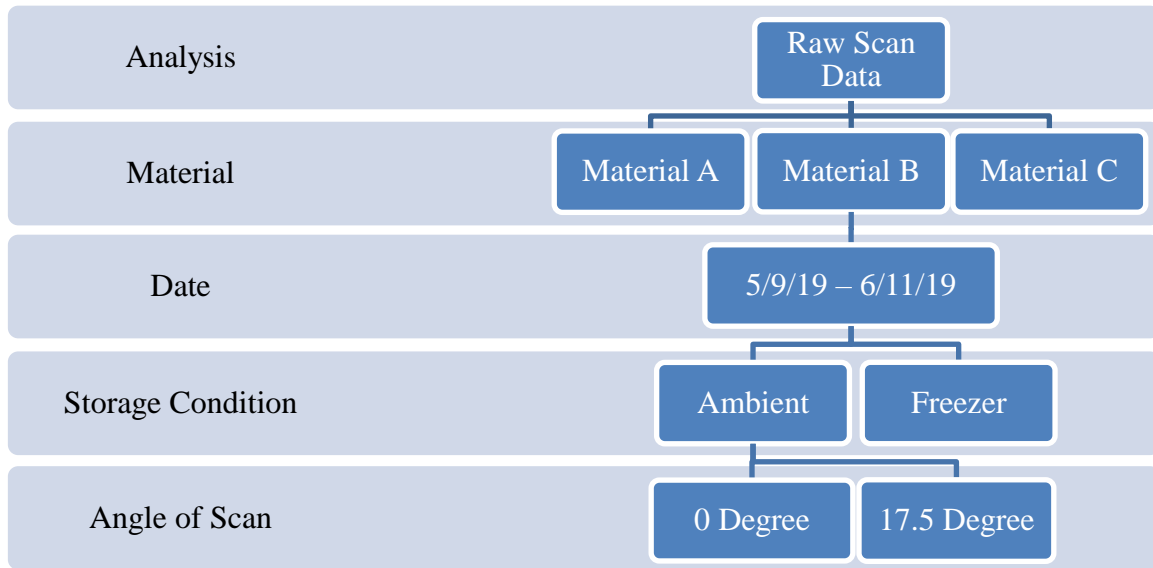 Analysis
Raw Scan
Data
Material
Material A
Material B
Material C
Date
5/9/19 – 6/11/19
Storage Condition
Ambient
Freezer
Angle of Scan
0 Degree
17.5 Degree